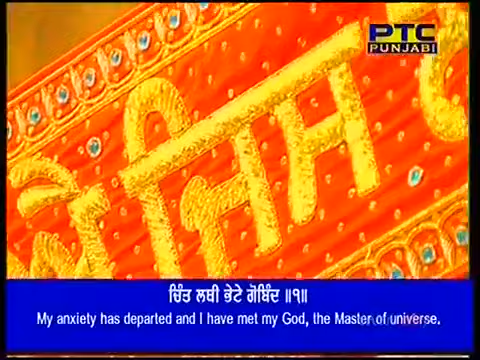 PTC
PUNJABI
ਜਿਸ
ਚਿੰਤ ਲਥੀ ਭੇਟੇ ਗੋਬਿੰਦ ॥੧॥
My anxiety has departed and I have met my God, the Master of universe.